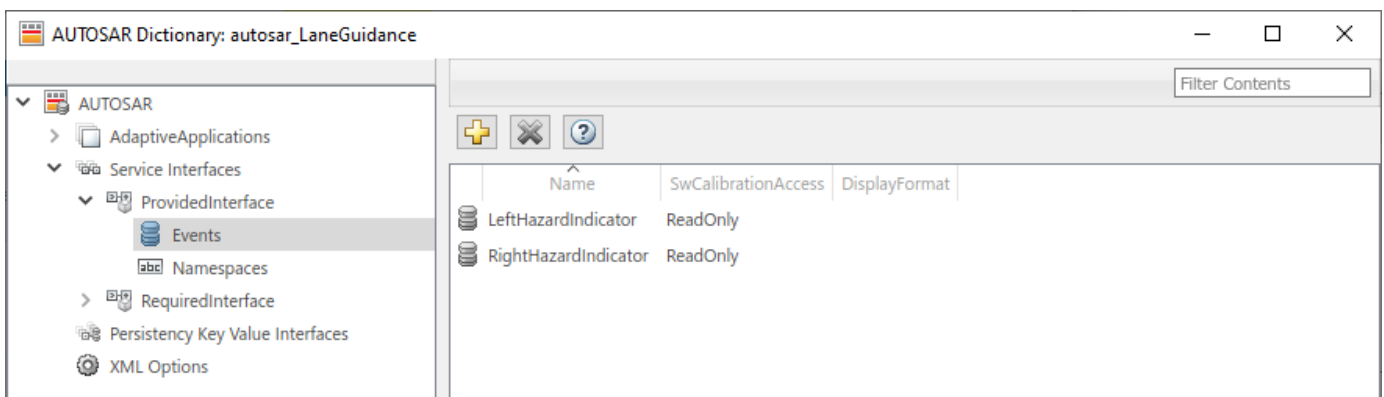 AUTOSAR Dictionary: autosar_LaneGuidance
Filter Contents
AUTOSAR
AdaptiveApplications
Service Interfaces
ProvidedInterface
Events
abc Namespaces
RequiredInterface
Persistency Key Value Interfaces
XML Options
Name SwCalibrationAccess DisplayFormat
LeftHazardIndicator ReadOnly
RightHazardIndicator ReadOnly